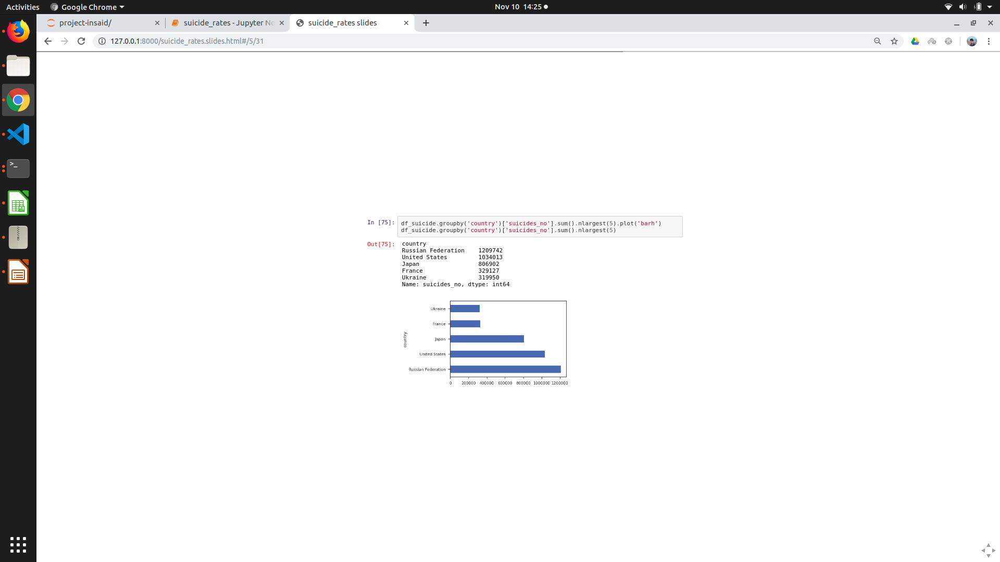 Activities
Google Chrome
Nov 10 14:25
project-insaid/
suicide_rates - Jupyter No
suicide_rates slides
127.0.0.1:8000/suicide_rates.slides.html#/5/31
>_
In [75]:
df_suicide.groupby('country')['suicides_no'].sum().nlargest(5).plot('barh')
df_suicide.groupby('country')['suicides_no'].sum().nlargest(5)
Out[75]:
country
Russian Federation 1209742
United States 1034013
Japan 806902
France 329127
Ukraine 319950
Name: suicides_no, dtype: int64
Ukraine
France
Japan
United States
Russian Federation
country
0 200000 400000 600000 800000 1000000 1200000